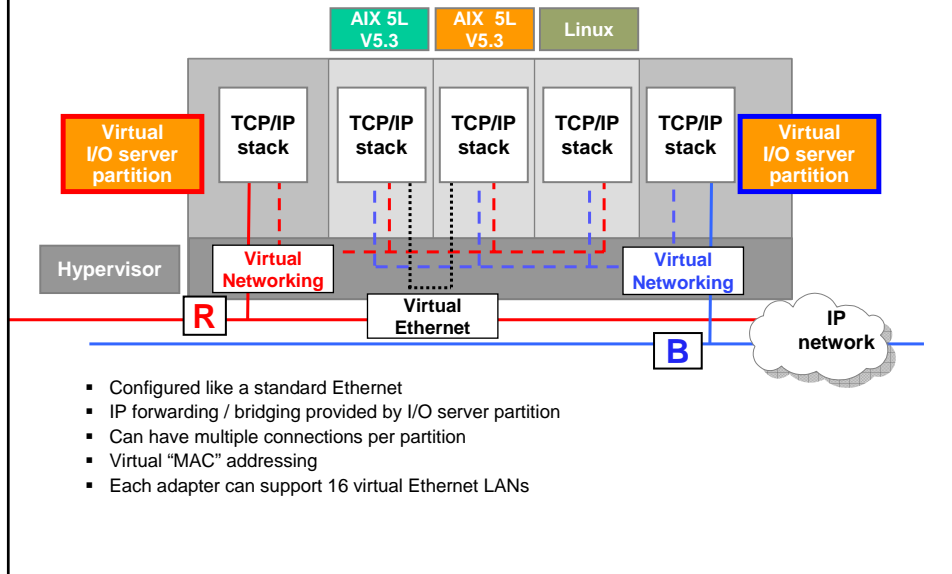 AIX 5L
V5.3
AIX 5L
V5.3
Linux
Virtual
I/O server
partition
TCP/IP
stack
TCP/IP
stack
TCP/IP
stack
TCP/IP
stack
TCP/IP
stack
Virtual
I/O server
partition
Hypervisor
Virtual
Networking
Virtual
Networking
Virtual
Ethernet
R
B
IP
network
▪ Configured like a standard Ethernet
▪ IP forwarding / bridging provided by I/O server partition
▪ Can have multiple connections per partition
▪ Virtual “MAC” addressing
▪ Each adapter can support 16 virtual Ethernet LANs